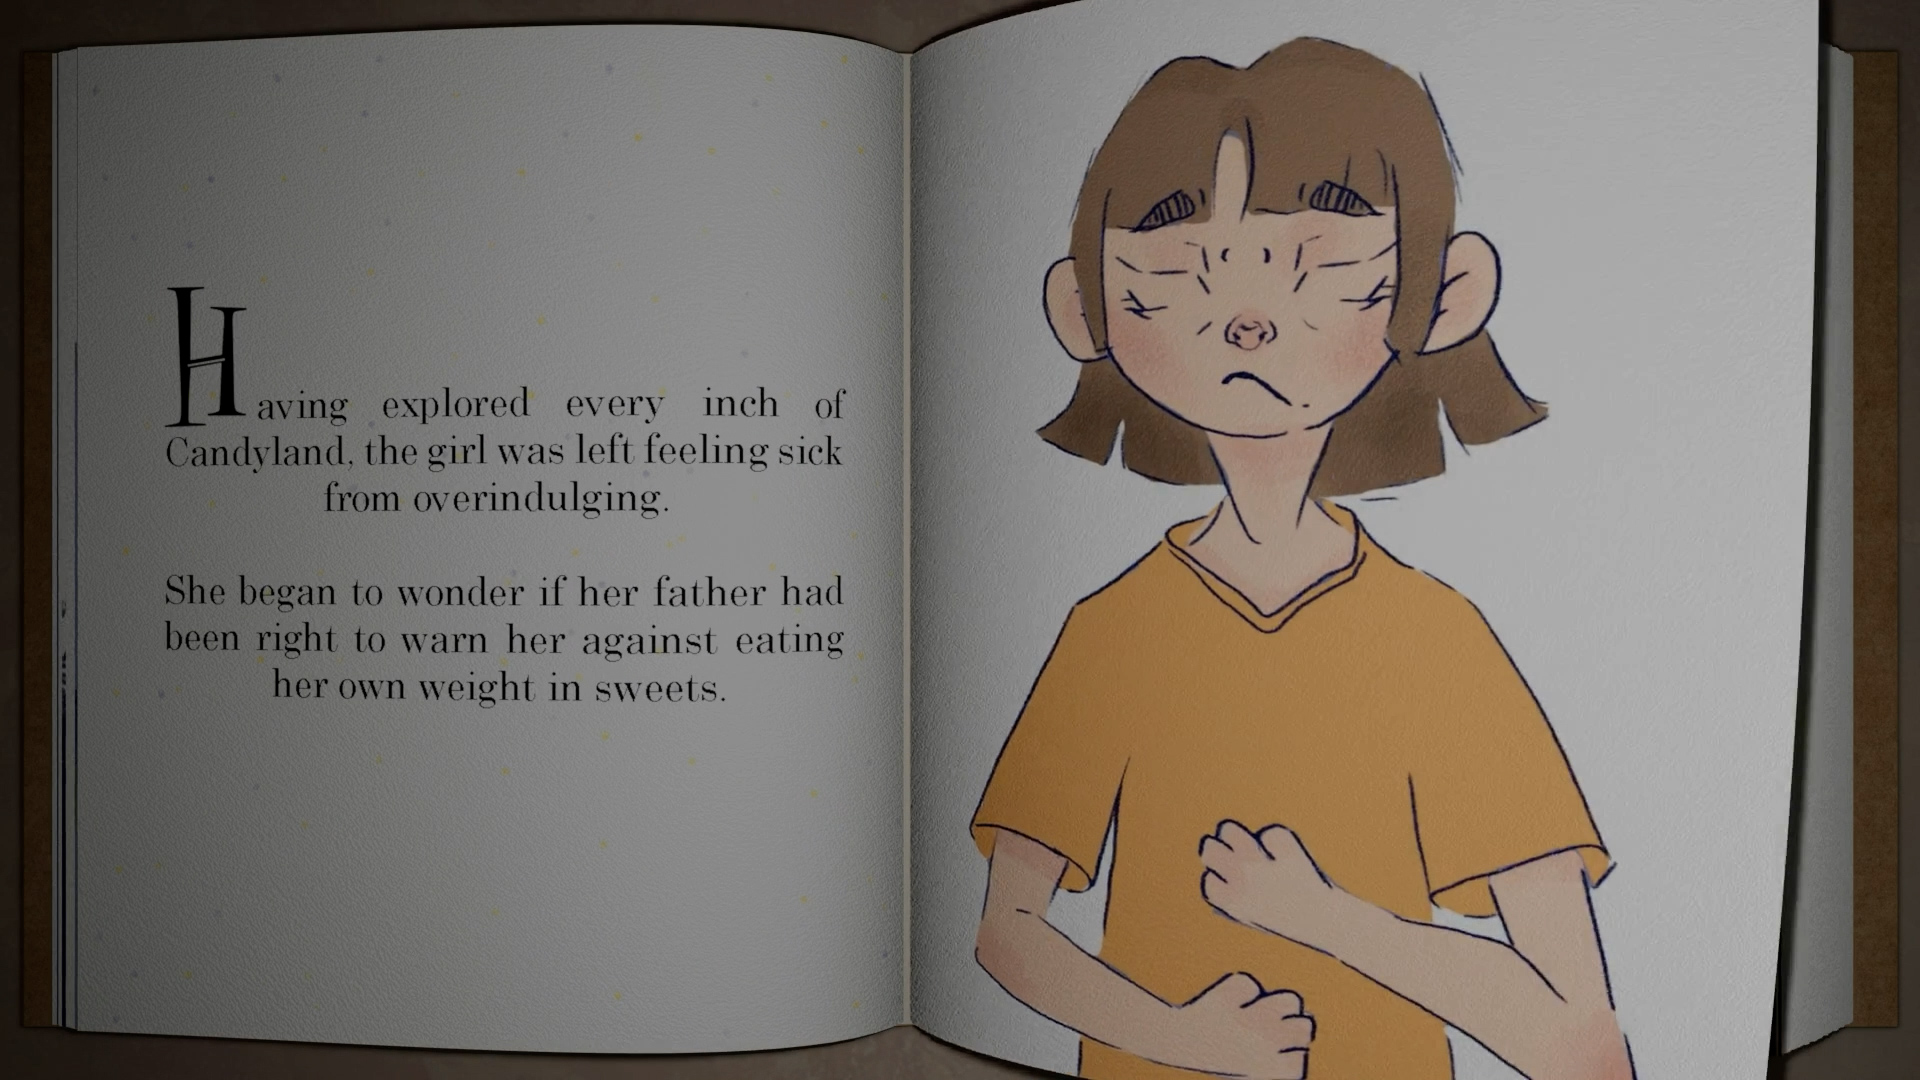 Having explored every inch of
Candyland, the girl was left feeling sick
from overindulging.
She began to wonder if her father had
been right to warn her against eating
her own weight in sweets.